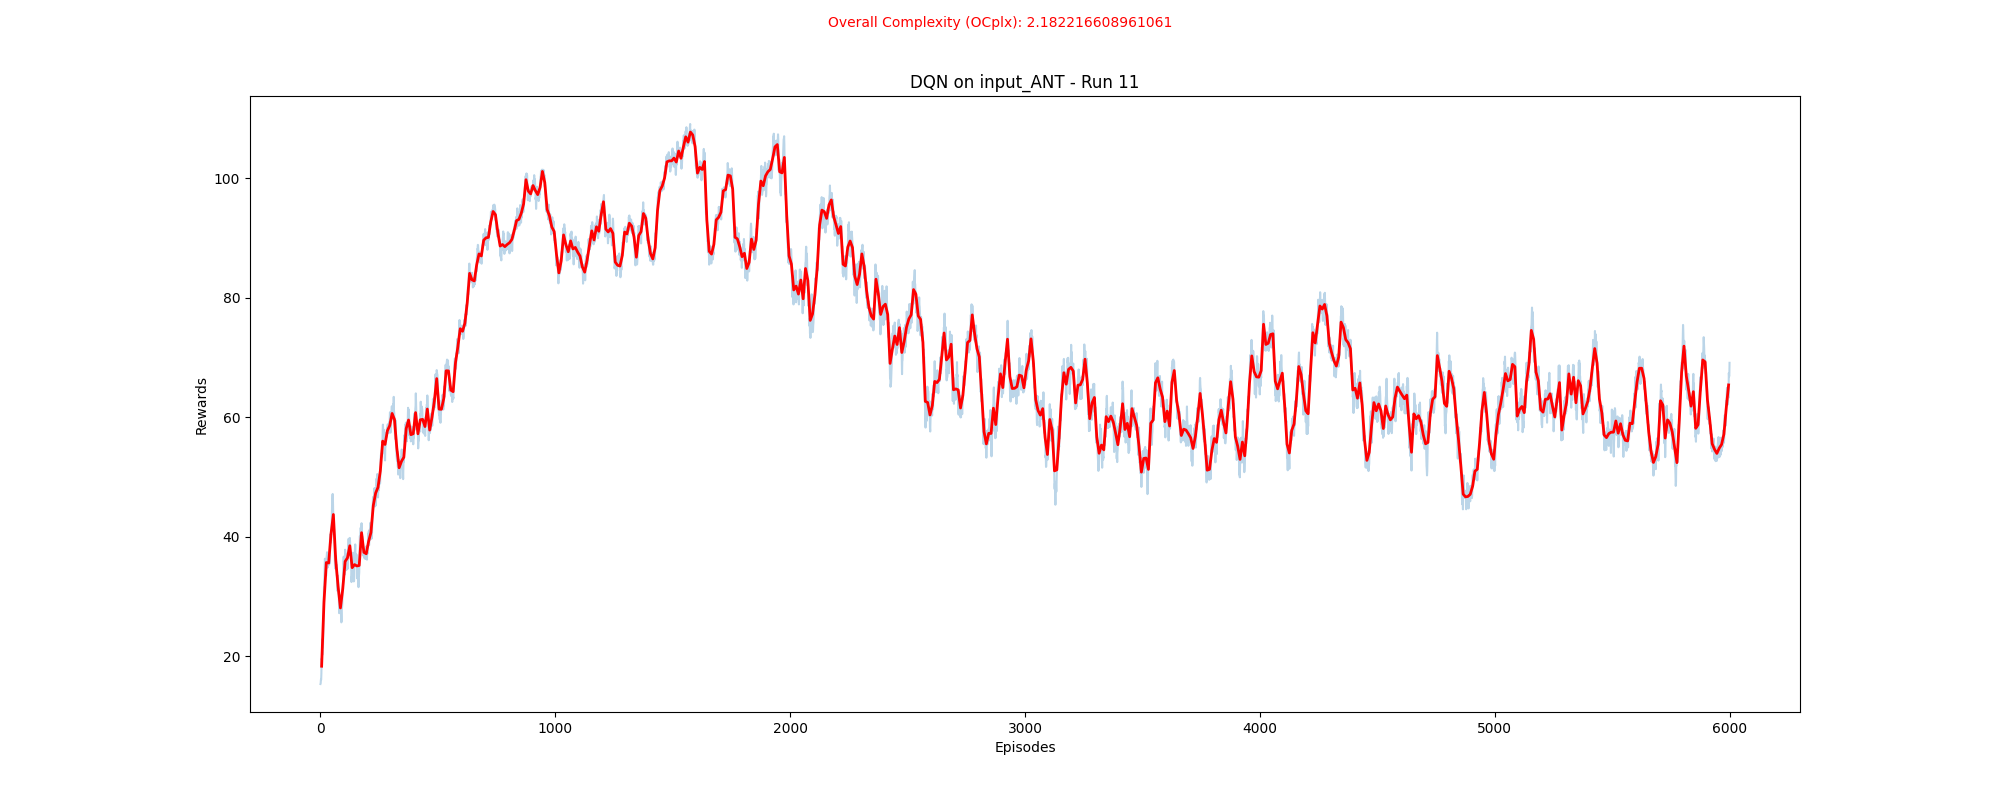 Overall Complexity (OCplx): 2.182216608961061
DQN on input_ANT - Run 11
Rewards
100
80
60
40
20
0 1000 2000 3000 4000 5000 6000
Episodes